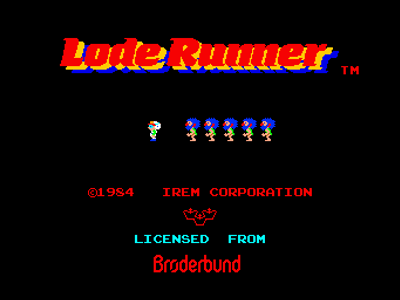 Lode Runner TM
©1984 IREM CORPORATION
LICENSED FROM
Brøderbund